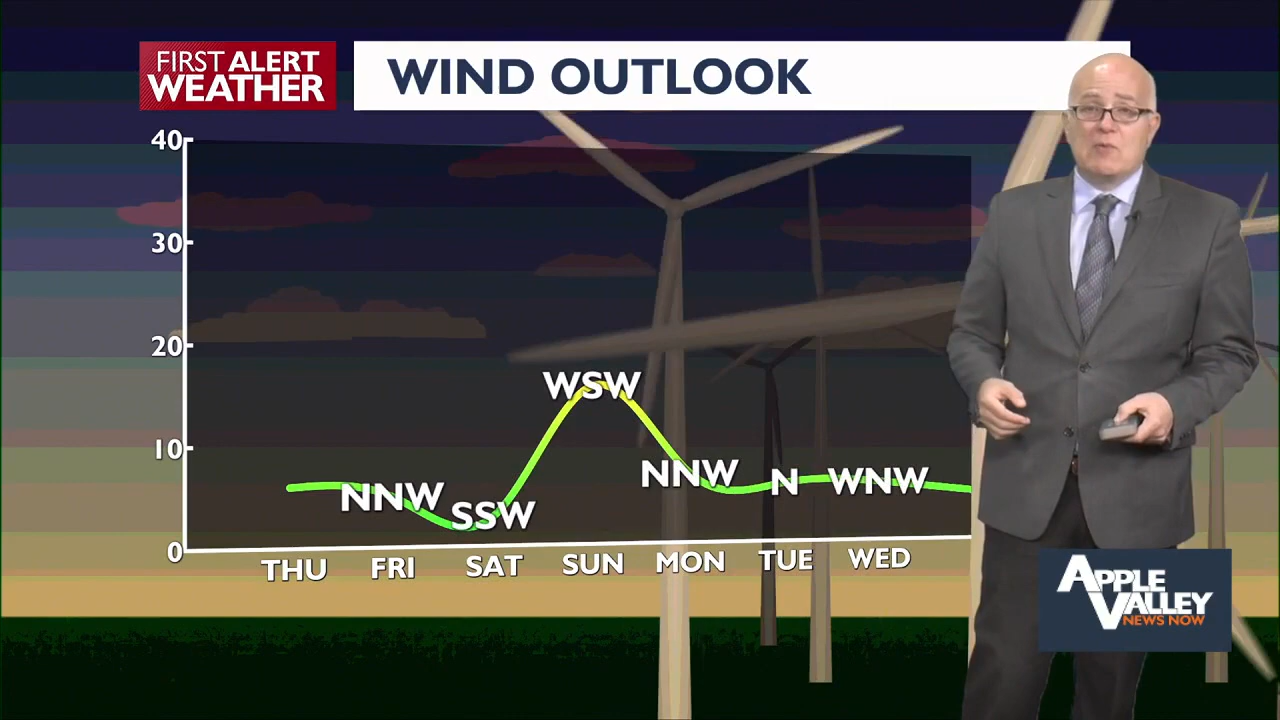 FIRST ALERT
WEATHER
WIND OUTLOOK
40
30
20
10
0
WSW
NNW
SSW
NNW
N
WNW
THU FRI SAT SUN MON TUE WED
APPLE
VALLEY
NEWS NOW